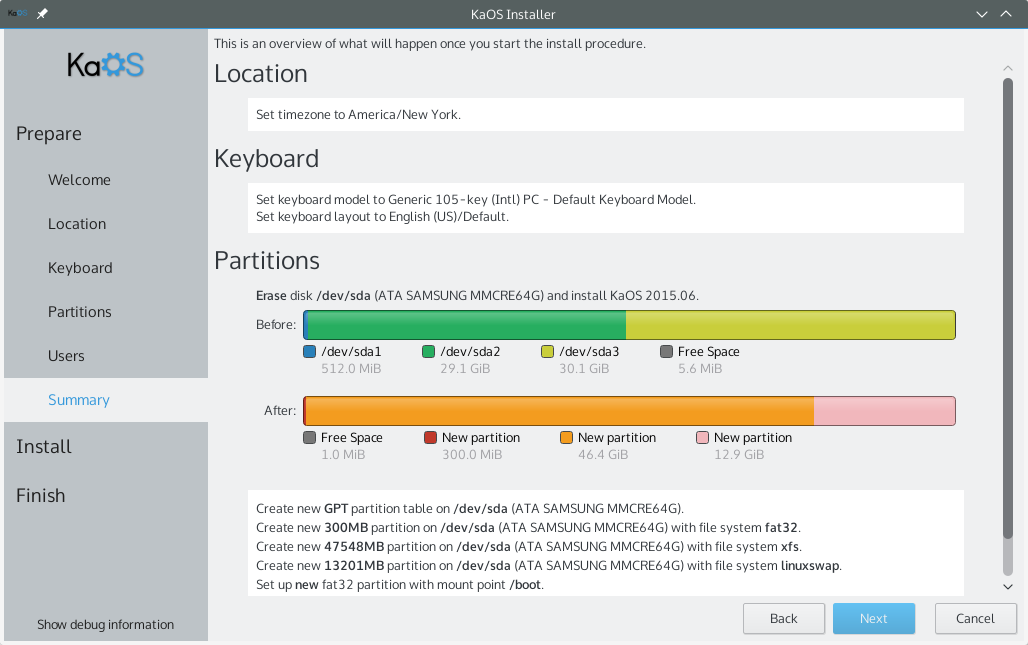 KaOS
KaOS Installer
KaOS
Prepare
Welcome
Location
Keyboard
Partitions
Users
Summary
Install
Finish
Show debug information
This is an overview of what will happen once you start the install procedure.
Location
Set timezone to America/New York.
Keyboard
Set keyboard model to Generic 105-key (Intl) PC - Default Keyboard Model.
Set keyboard layout to English (US)/Default.
Partitions
Erase disk /dev/sda (ATA SAMSUNG MMCRE64G) and install KaOS 2015.06.
Before:
/dev/sda1 /dev/sda2 /dev/sda3 Free Space
512.0 MiB 29.1 GiB 30.1 GiB 5.6 MiB
After:
Free Space New partition New partition New partition
1.0 MiB 300.0 MiB 46.4 GiB 12.9 GiB
Create new GPT partition table on /dev/sda (ATA SAMSUNG MMCRE64G).
Create new 300MB partition on /dev/sda (ATA SAMSUNG MMCRE64G) with file system fat32.
Create new 47548MB partition on /dev/sda (ATA SAMSUNG MMCRE64G) with file system xfs.
Create new 13201MB partition on /dev/sda (ATA SAMSUNG MMCRE64G) with file system linuxswap.
Set up new fat32 partition with mount point /boot.
Back Next Cancel